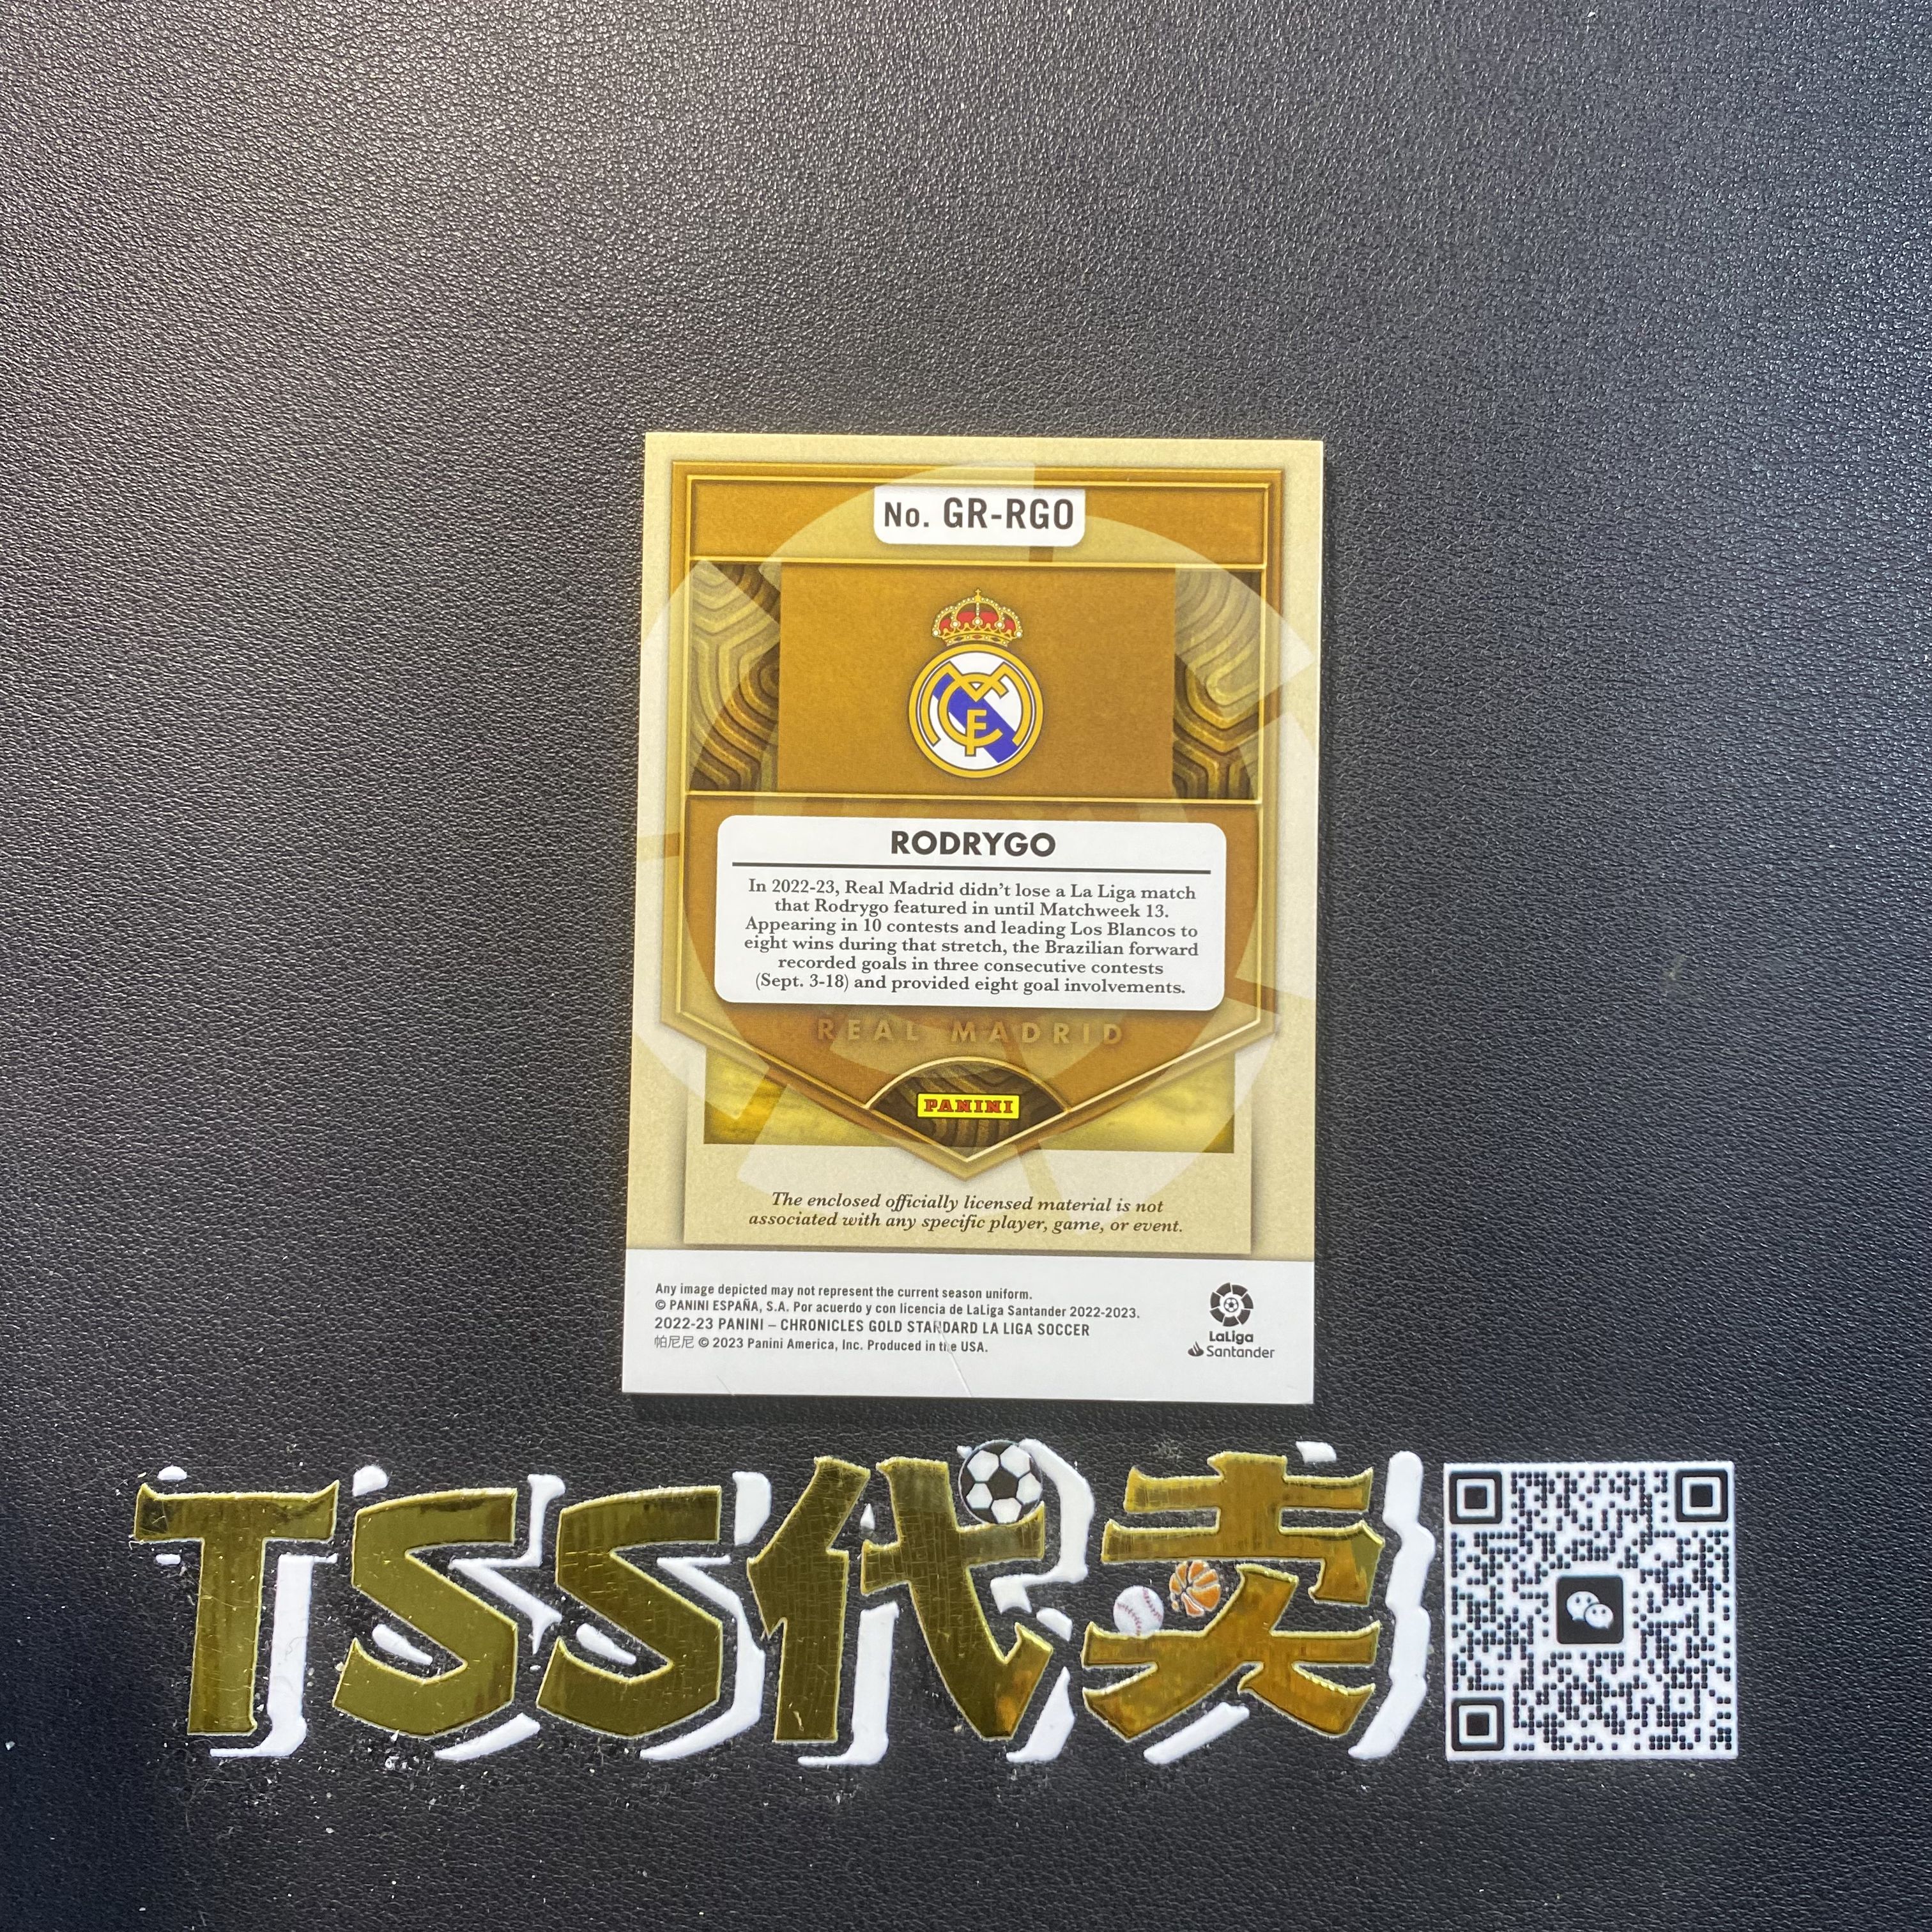 No. GR-RGO
RODRYGO
In 2022-23, Real Madrid didn't lose a La Liga match
that Rodrygo featured in until Matchweek 13.
Appearing in 10 contests and leading Los Blancos to
eight wins during that stretch, the Brazilian forward
recorded goals in three consecutive contests
(Sept. 3-18) and provided eight goal involvements.
REAL MADRID
PANINI
The enclosed officially licensed material is not
associated with any specific player, game, or event.
Any image depicted may not represent the current season uniform.
© PANINI ESPAÑA, S.A. Por acuerdo y con licencia de LaLiga Santander 2022-2023.
2022-23 PANINI – CHRONICLES GOLD STANDARD LA LIGA SOCCER
帕尼尼 © 2023 Panini America, Inc. Produced in the USA.
LaLiga
Santander
TSS代卖